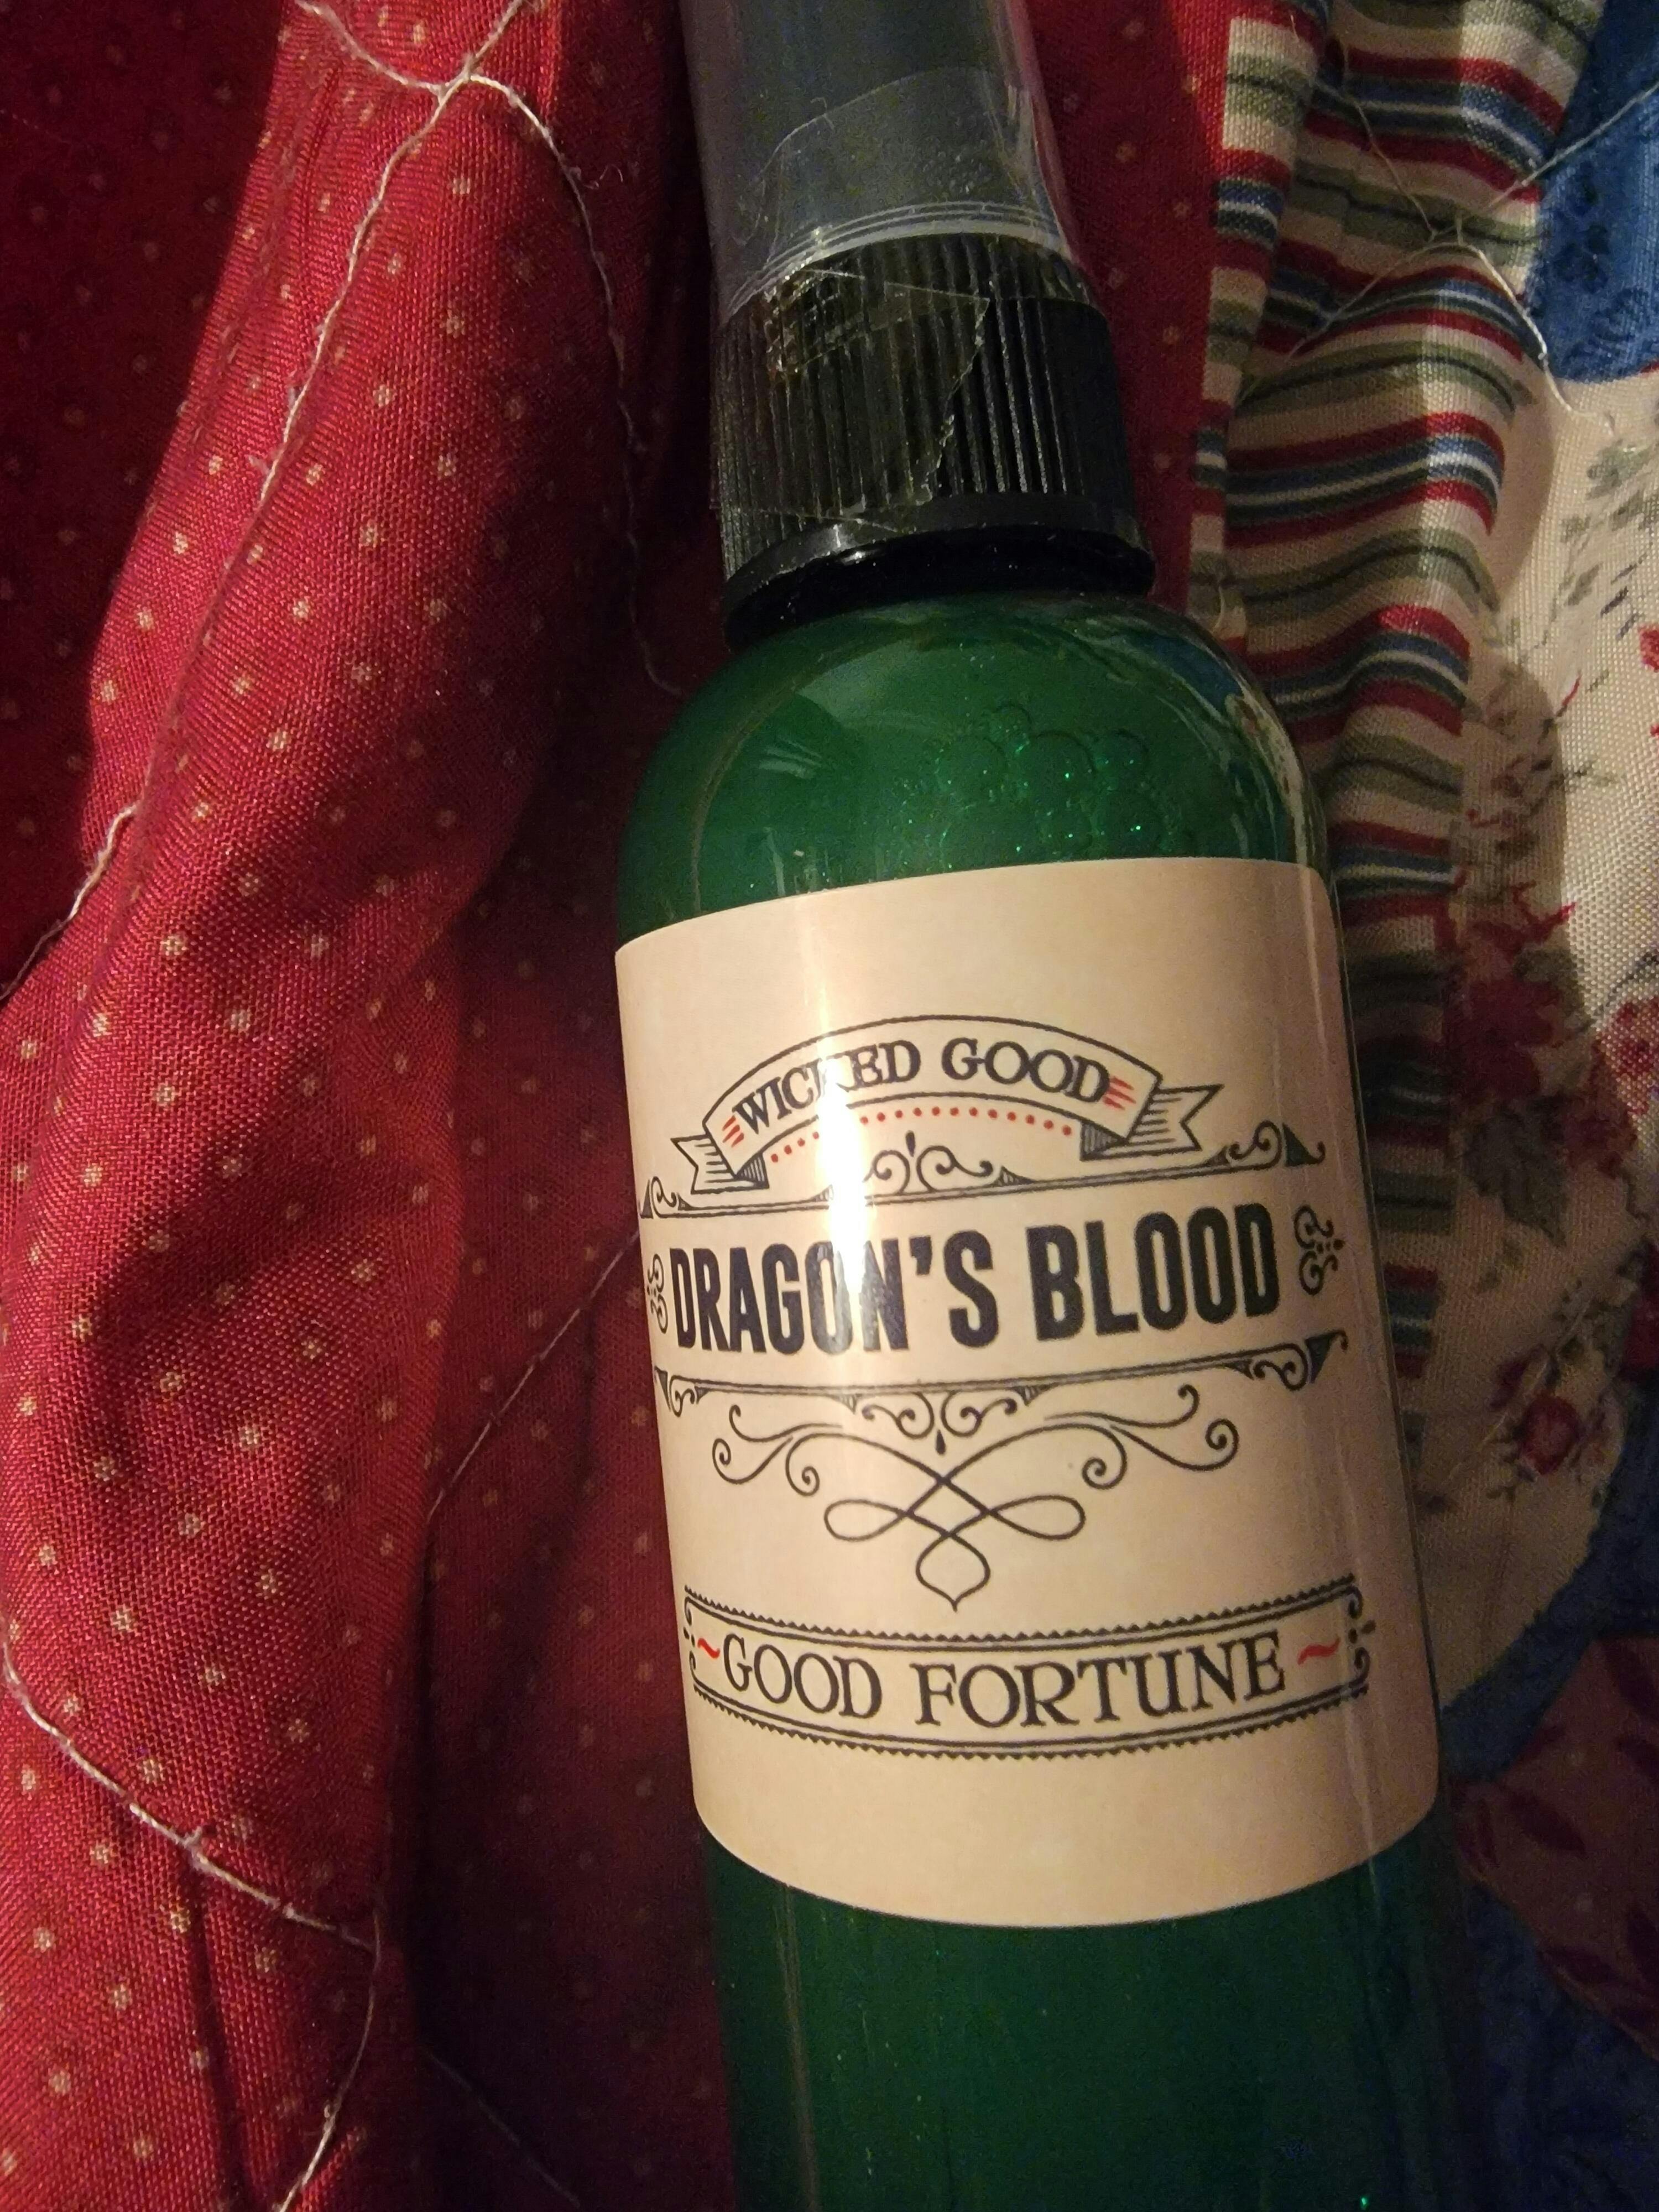 WICKED GOOD
DRAGON'S BLOOD
~GOOD FORTUNE~